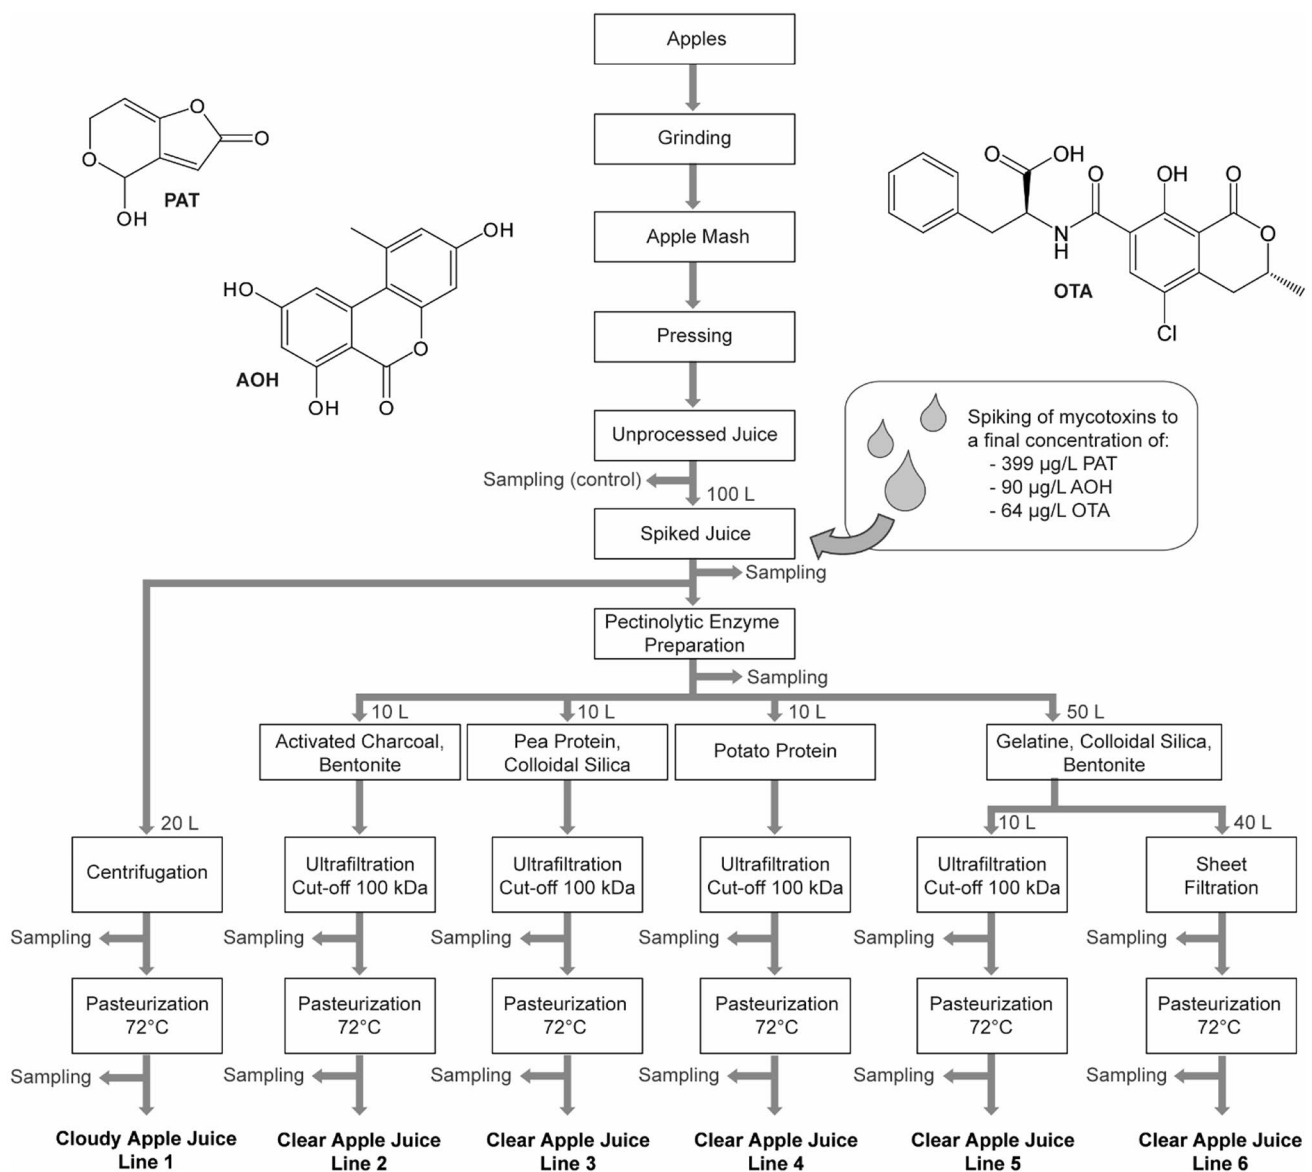 Apples
Grinding
Apple Mash
Pressing
Unprocessed Juice
O
O
O
OH
PAT
OH
HO
OH
O
O
AOH
O
OH
O
OH
O
N
H
O
Cl
OTA
Spiking of mycotoxins to
a final concentration of:
- 399 µg/L PAT
- 90 µg/L AOH
- 64 µg/L OTA
Sampling (control)
100 L
Spiked Juice
Sampling
Pectinolytic Enzyme
Preparation
Sampling
10 L
10 L
10 L
50 L
Activated Charcoal,
Bentonite
Pea Protein,
Colloidal Silica
Potato Protein
Gelatine, Colloidal Silica,
Bentonite
20 L
10 L
40 L
Centrifugation
Ultrafiltration
Cut-off 100 kDa
Ultrafiltration
Cut-off 100 kDa
Ultrafiltration
Cut-off 100 kDa
Ultrafiltration
Cut-off 100 kDa
Sheet
Filtration
Sampling
Sampling
Sampling
Sampling
Sampling
Sampling
Pasteurization
72°C
Pasteurization
72°C
Pasteurization
72°C
Pasteurization
72°C
Pasteurization
72°C
Pasteurization
72°C
Sampling
Sampling
Sampling
Sampling
Sampling
Sampling
Cloudy Apple Juice
Line 1
Clear Apple Juice
Line 2
Clear Apple Juice
Line 3
Clear Apple Juice
Line 4
Clear Apple Juice
Line 5
Clear Apple Juice
Line 6